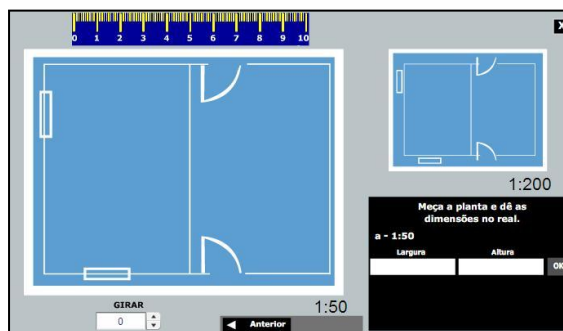 0 1 2 3 4 5 6 7 8 9 10
X
1:200
Meça a planta e dê as
dimensões no real.
a - 1:50
Largura Altura
OK
1:50
GIRAR
0
Anterior